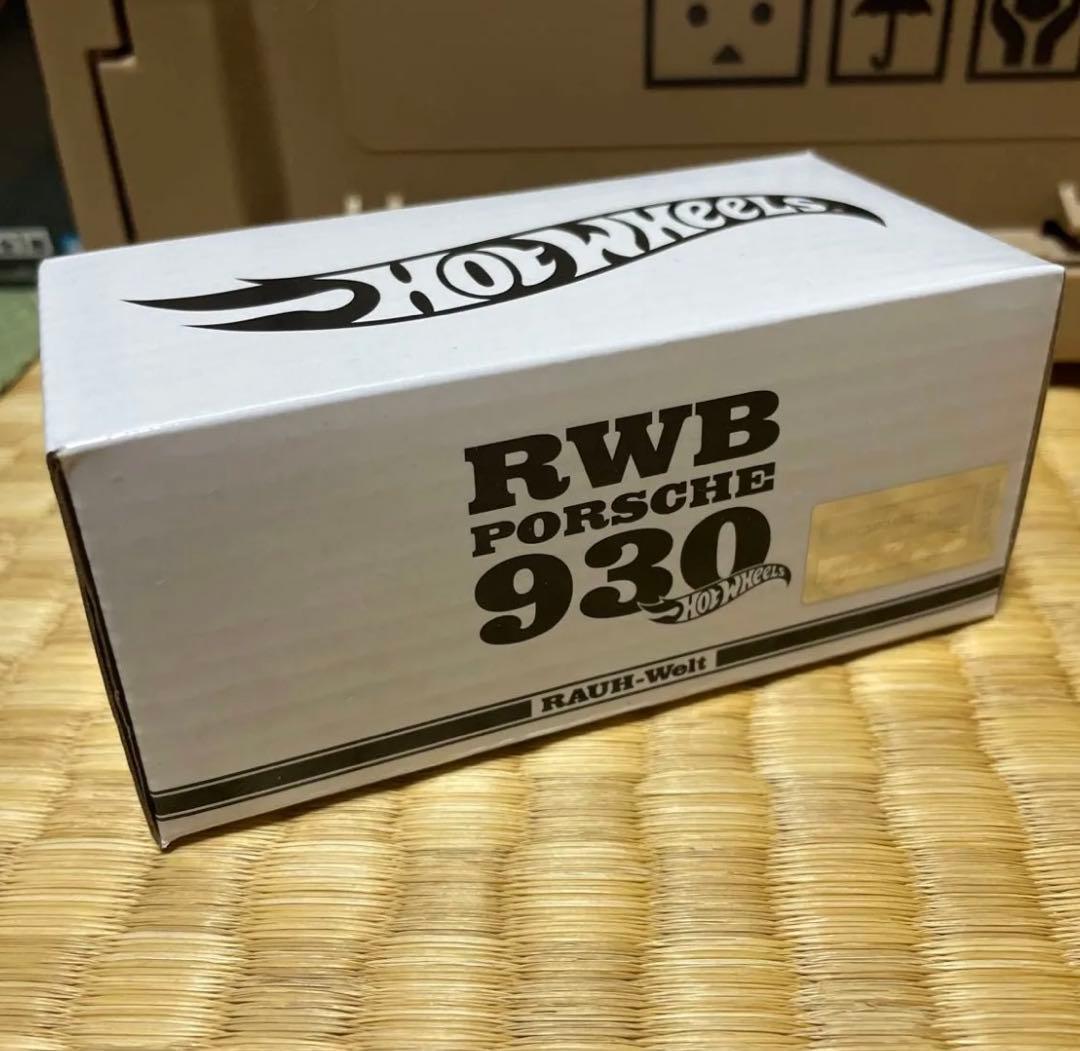 HOT WHEELS
RWB
PORSCHE
930
HOT WHEELS
RAUH-Welt